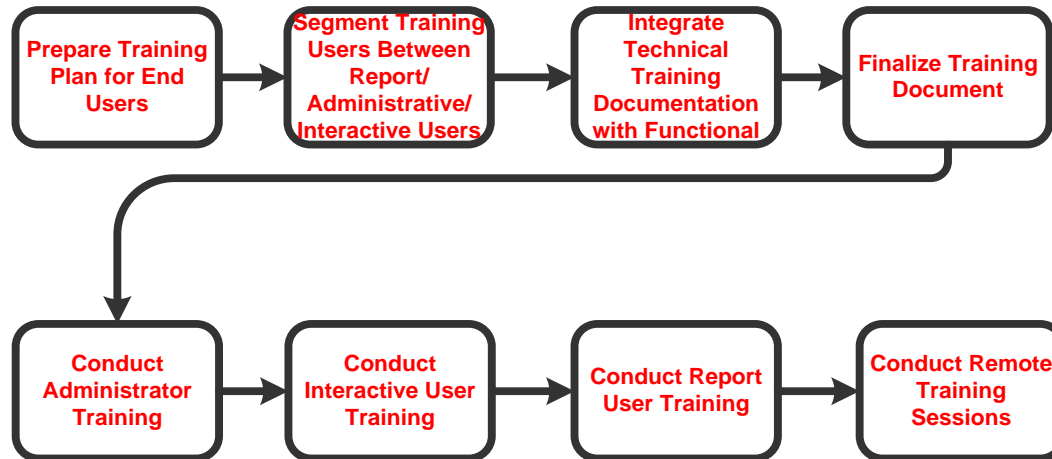 Prepare Training
Plan for End
Users
Segment Training
Users Between
Report/
Administrative/
Interactive Users
Integrate
Technical
Training
Documentation
with Functional
Finalize Training
Document
Conduct
Administrator
Training
Conduct
Interactive User
Training
Conduct Report
User Training
Conduct Remote
Training
Sessions